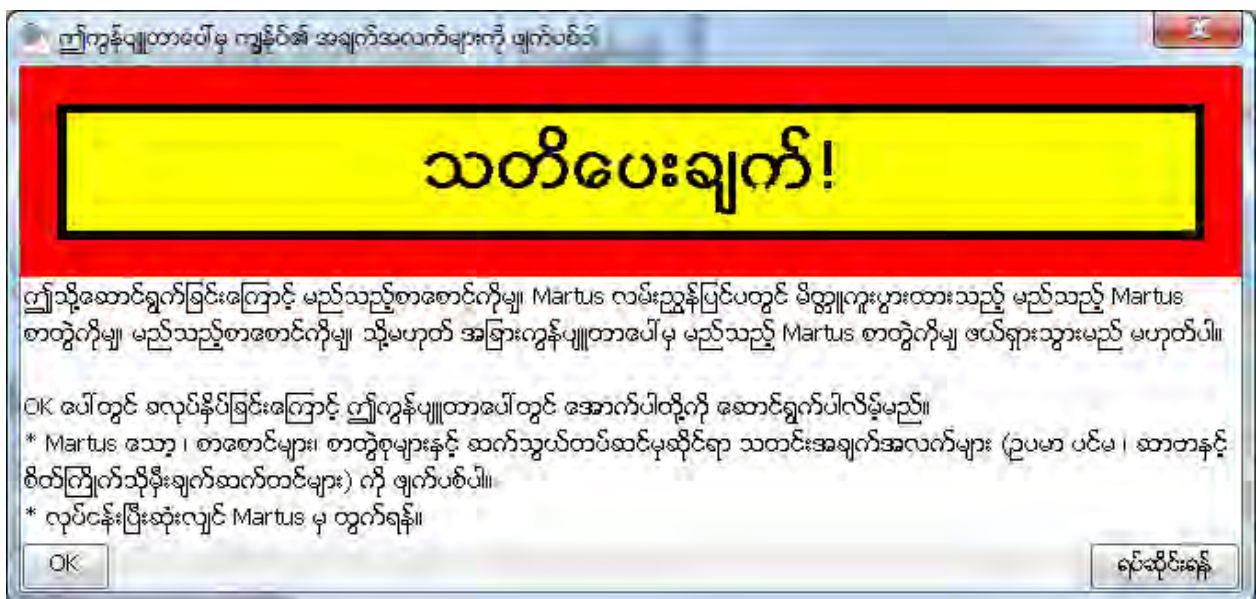 ဤကွန်ပျူတာပေါ်မှ ကျွန်ုပ်၏ အချက်အလက်များကို ဖျက်ပစ်ပါ
သတိပေးချက်!
ဤသို့ဆောင်ရွက်ခြင်းကြောင့် မည်သည့်စာစောင်ကိုမျှ၊ Martus လမ်းညွှန်ပြင်ပတွင် မိတ္တူကူးပွားထားသည့် မည်သည့် Martus
စာတွဲကိုမျှ၊ မည်သည့်စာစောင်ကိုမျှ၊ သို့မဟုတ် အခြားကွန်ပျူတာပေါ်မှ မည်သည့် Martus စာတွဲကိုမျှ ဖယ်ရှားသွားမည် မဟုတ်ပါ။
OK ပေါ်တွင် ခလုပ်နှိပ်ခြင်းကြောင့် ဤကွန်ပျူတာပေါ်တွင် အောက်ပါတို့ကို ဆောင်ရွက်ပါလိမ့်မည်။
* Martus သော့ ၊ စာစောင်များ၊ စာတွဲစုများနှင့် ဆက်သွယ်တပ်ဆင်မှုဆိုင်ရာ သတင်းအချက်အလက်များ (ဥပမာ ပင်မ ၊ ဆာဗာနှင့်
စိတ်ကြိုက်သိုမှီးချက်ဆက်တင်များ) ကို ဖျက်ပစ်ပါ။
* လုပ်ငန်းပြီးဆုံးလျှင် Martus မှ ထွက်ရန်။
OK
ရပ်ဆိုင်းရန်